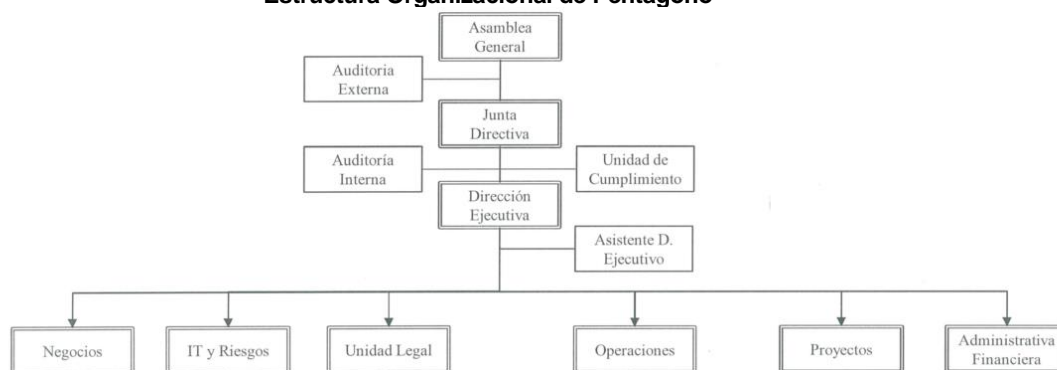 Estructura Organizacional de Pentágono
Asamblea
General
Auditoría
Externa
Junta
Directiva
Auditoría
Interna
Unidad de
Cumplimiento
Dirección
Ejecutiva
Asistente D.
Ejecutivo
Negocios
IT y Riesgos
Unidad Legal
Operaciones
Proyectos
Administrativa
Financiera